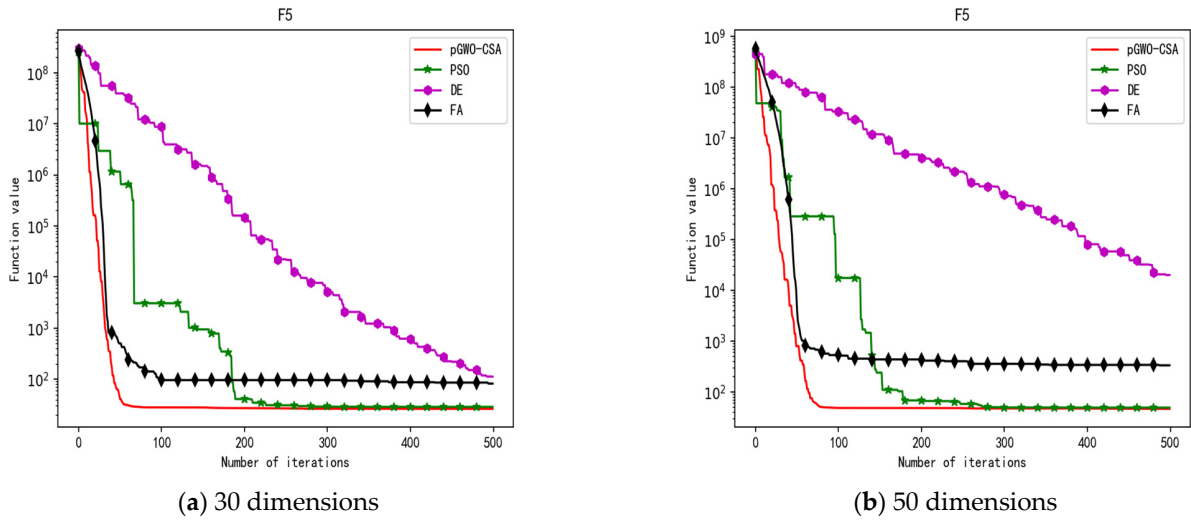 F5
Function value
10^8
10^7
10^6
10^5
10^4
10^3
10^2
0 100 200 300 400 500
Number of iterations
pGWO-CSA
PSO
DE
FA
(a) 30 dimensions
F5
Function value
10^9
10^8
10^7
10^6
10^5
10^4
10^3
10^2
0 100 200 300 400 500
Number of iterations
pGWO-CSA
PSO
DE
FA
(b) 50 dimensions